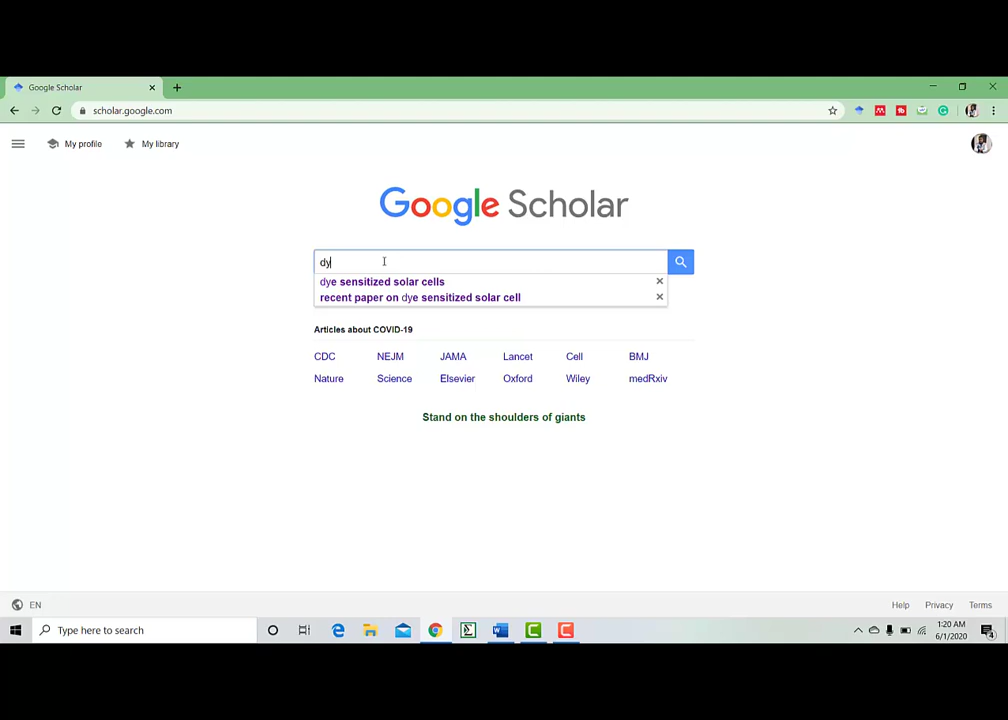 Google Scholar
scholar.google.com
My profile
My library
Google Scholar
dy
dye sensitized solar cells
recent paper on dye sensitized solar cell
Articles about COVID-19
CDC NEJM JAMA Lancet Cell BMJ
Nature Science Elsevier Oxford Wiley medRxiv
Stand on the shoulders of giants
EN
Help Privacy Terms
Type here to search
1:20 AM
6/1/2020
4